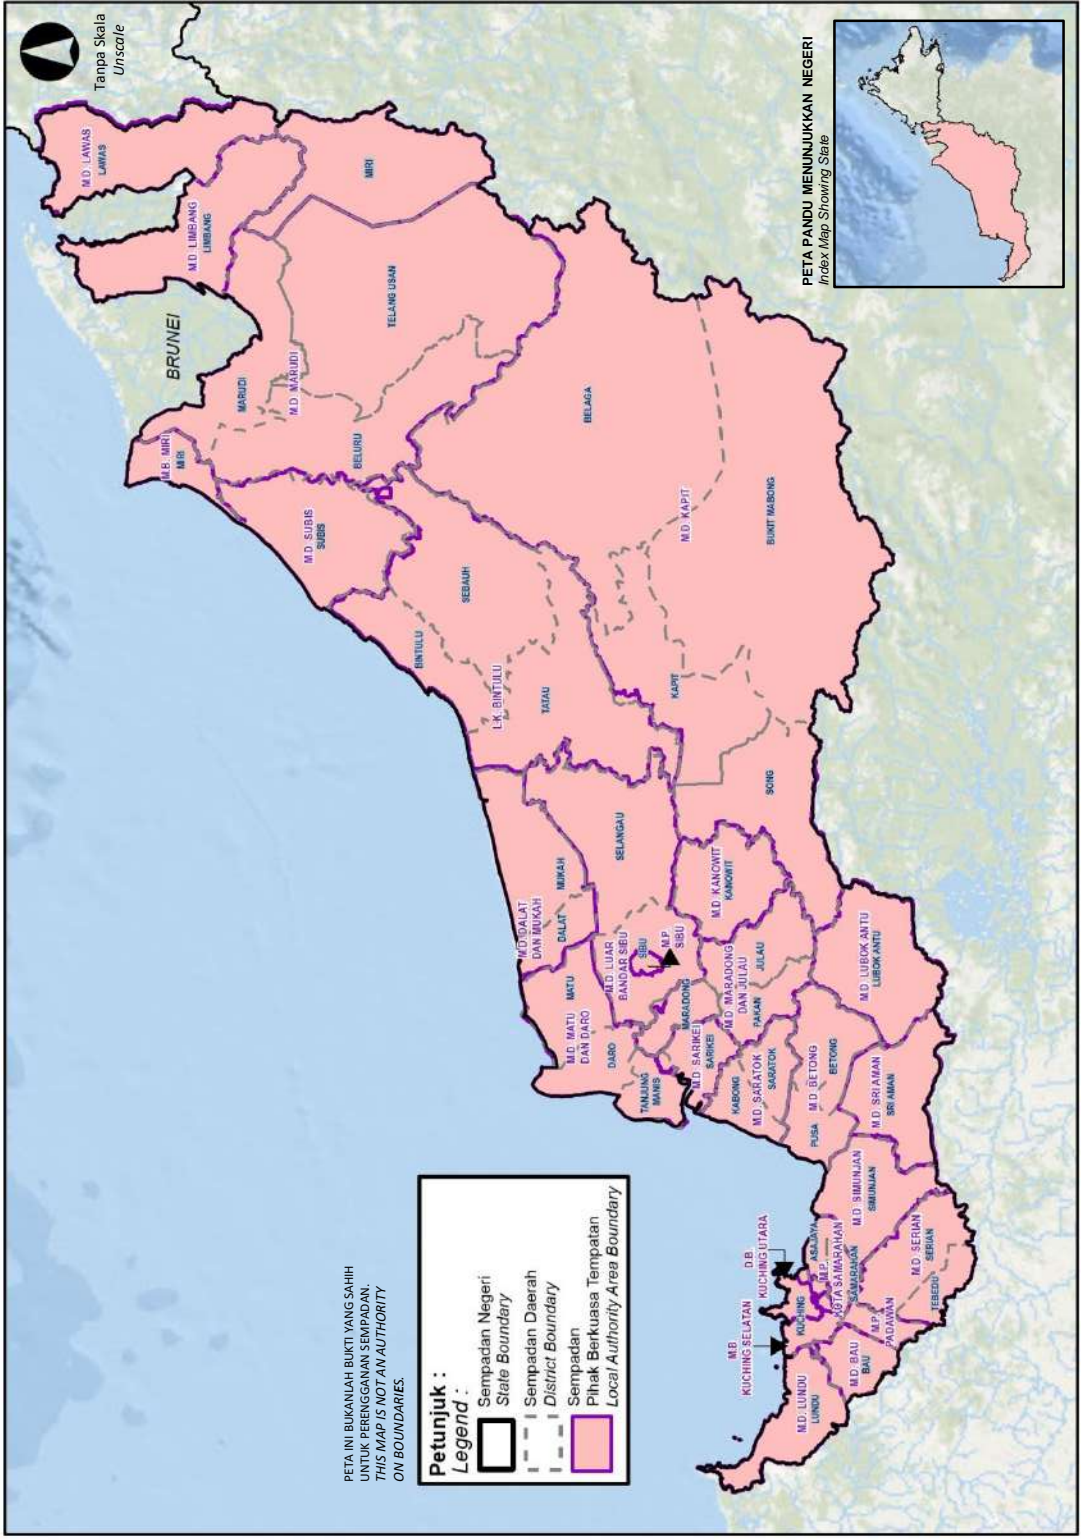 Tanpa Skala
Unscale
PETA PANDU MENUNJUKKAN NEGERI
Index Map Showing State
PETA INI BUKANLAH BUKTI YANG SAHIH
UNTUK PERENGGAN SEMPADAN.
THIS MAP IS NOT AN AUTHORITY
ON BOUNDARIES.
Petunjuk :
Legend :
Sempadan Negeri
State Boundary
Sempadan Daerah
District Boundary
Sempadan
Pihak Berkuasa Tempatan
Local Authority Area Boundary
BRUNEI
M.D. LAWAS
LAWAS
M.D. LIMBANG
LIMBANG
MIRI
TELANG USAN
MARUDI
M.D. MARUDI
BELURU
M.B. MIRI
MIRI
M.D. SUBIS
SUBIS
BELAGA
M.D. KAPIT
BUKIT MABONG
SEBAUH
BINTULU
L.K. BINTULU
TATAU
KAPIT
SONG
SELANGAU
MUKAH
M.D. DALAT
DAN MUKAH
DALAT
M.D. KANOWIT
KANOWIT
M.D. LUAR
BANDAR SIBU
SIBU
M.P.
SIBU
MATU
M.D. MATU
DAN DARO
DARO
TANJUNG
MANIS
MARADONG
M.D. MARADONG
DAN JULAU
JULAU
PAKAN
M.D. SARIKEI
SARIKEI
KABONG
M.D. SARATOK
SARATOK
M.D. LUBOK ANTU
LUBOK ANTU
BETONG
M.D. BETONG
PUSA
M.D. SRI AMAN
SRI AMAN
M.D. SIMUNJAN
SIMUNJAN
M.D. SERIAN
SERIAN
TEBEDU
ASAJAYA
M.P.
KOTA SAMARAHAN
SAMARAHAN
D.B.
KUCHING UTARA
KUCHING
M.B
KUCHING SELATAN
M.P.
PADAWAN
M.D. BAU
BAU
M.D. LUNDU
LUNDU